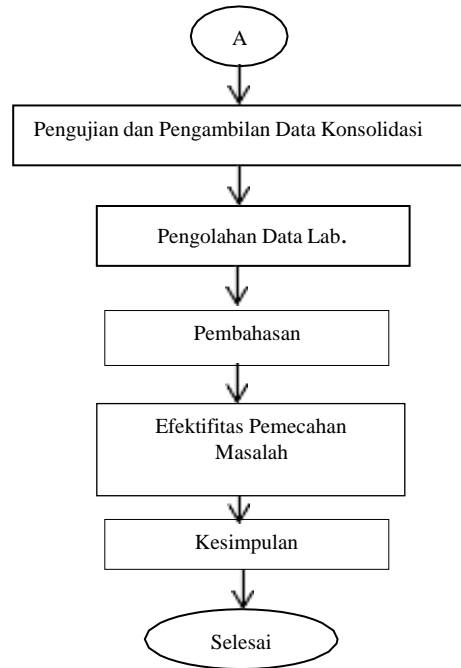 A
Pengujian dan Pengambilan Data Konsolidasi
Pengolahan Data Lab.
Pembahasan
Efektifitas Pemecahan
Masalah
Kesimpulan
Selesai